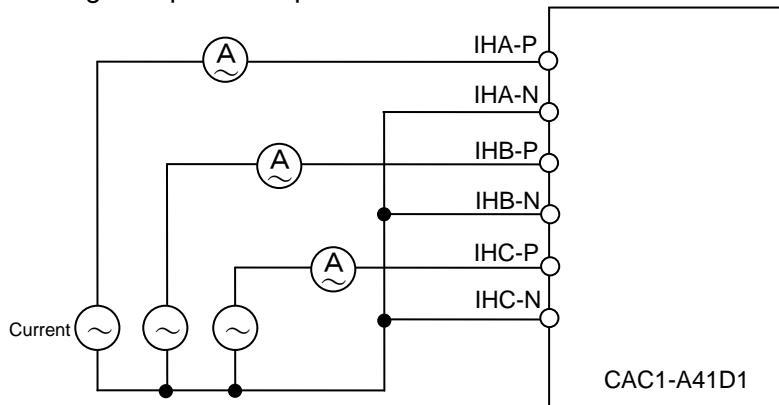 IHA-P
A
IHA-N
IHB-P
A
IHB-N
IHC-P
A
IHC-N
Current
CAC1-A41D1